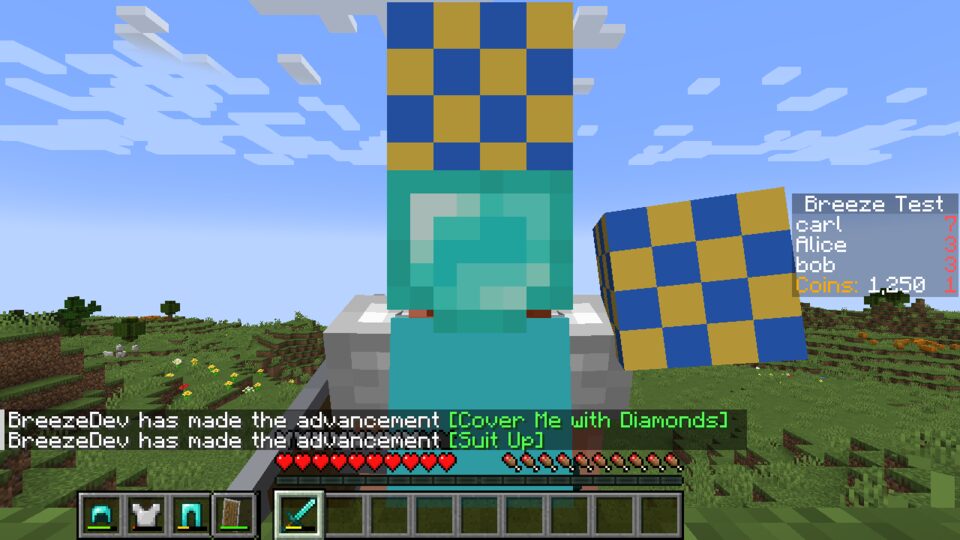 Breeze Test
carl 7
Alice 3
bob 3
Coins: 1,250 1
BreezeDev has made the advancement [Cover Me with Diamonds]
BreezeDev has made the advancement [Suit Up]